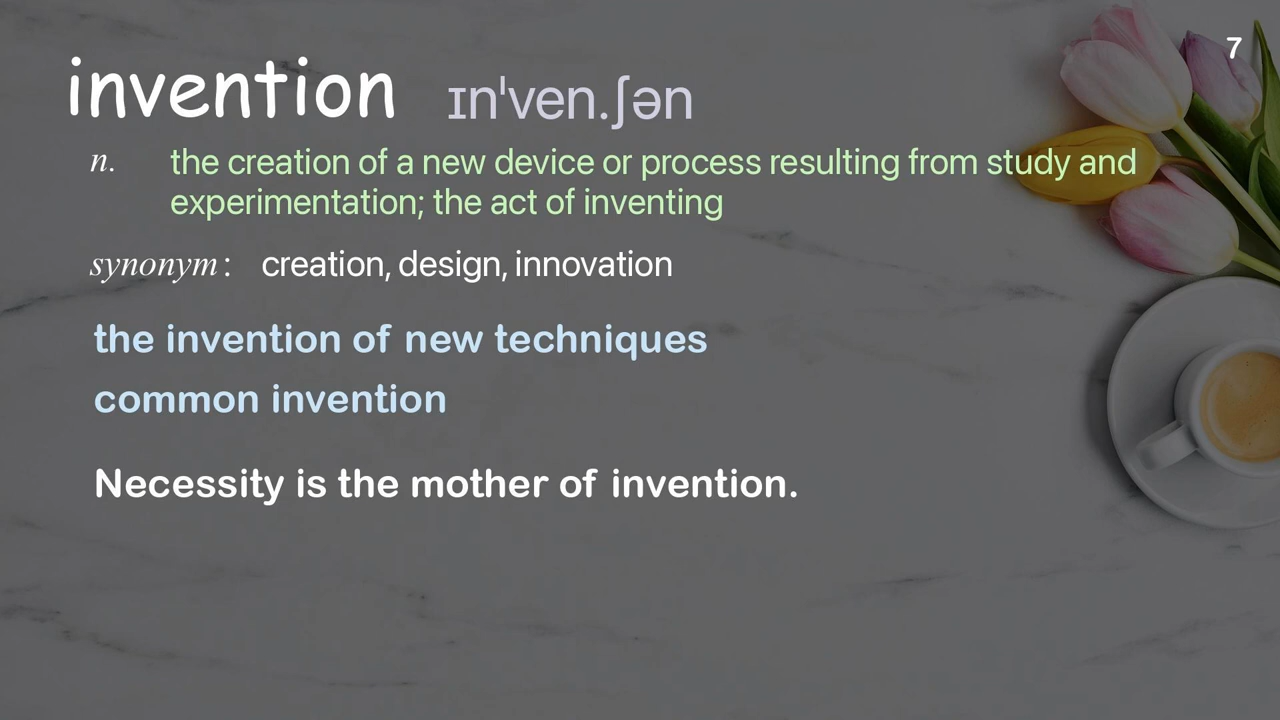 7
invention ɪnˈven.ʃən
n. the creation of a new device or process resulting from study and
experimentation; the act of inventing
synonym: creation, design, innovation
the invention of new techniques
common invention
Necessity is the mother of invention.